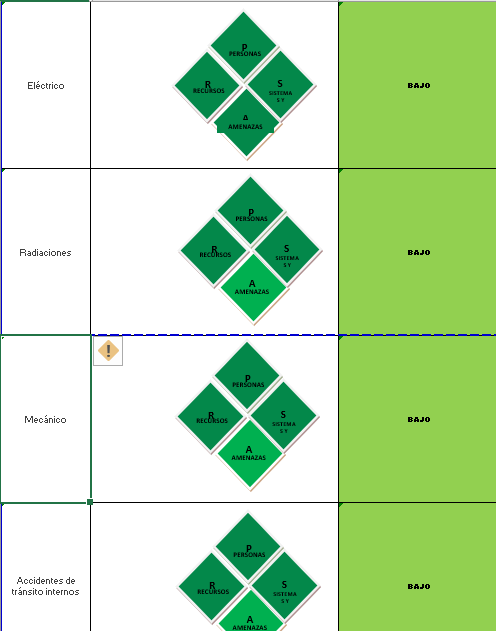 Eléctrico
P
PERSONAS
R
RECURSOS
S
SISTEMA
S Y
A
AMENAZAS
BAJO
Radiaciones
P
PERSONAS
R
RECURSOS
S
SISTEMA
S Y
A
AMENAZAS
BAJO
!
Mecánico
P
PERSONAS
R
RECURSOS
S
SISTEMA
S Y
A
AMENAZAS
BAJO
Accidentes de
tránsito internos
P
PERSONAS
R
RECURSOS
S
SISTEMA
S Y
A
AMENAZAS
BAJO